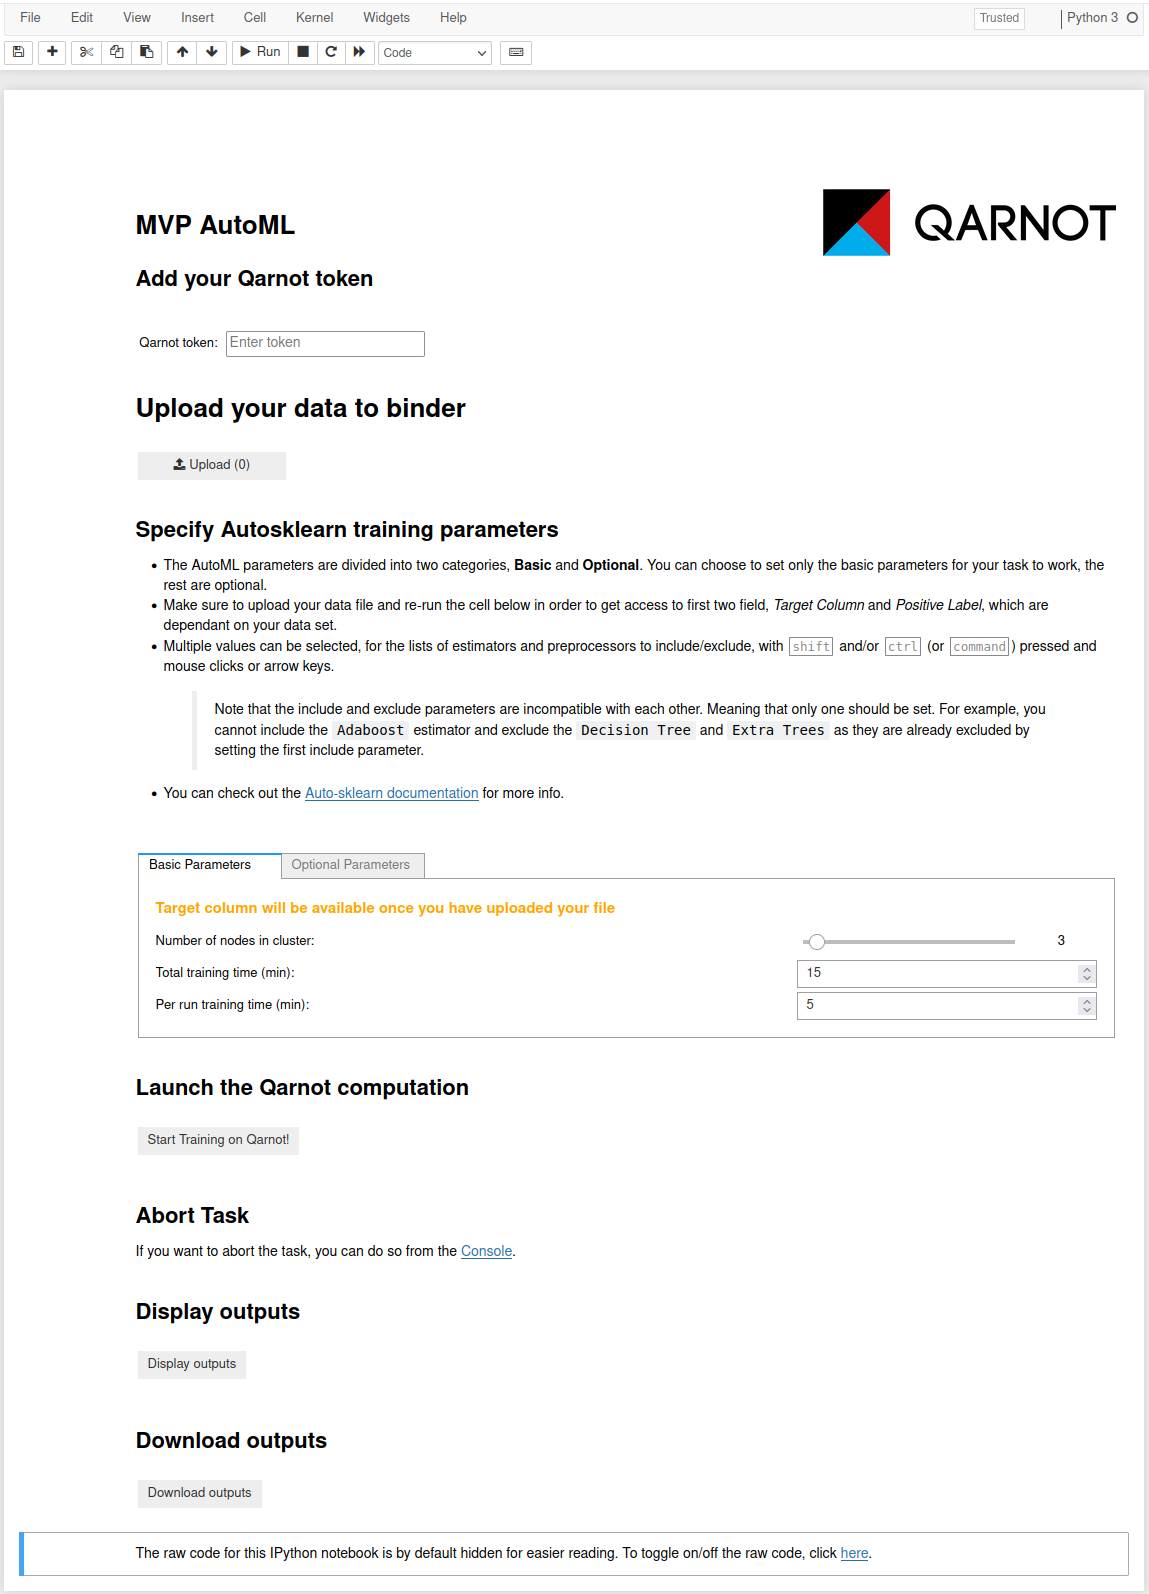 File Edit View Insert Cell Kernel Widgets Help Trusted Python 3
Run Code
QARNOT
MVP AutoML
Add your Qarnot token
Qarnot token: Enter token
Upload your data to binder
Upload (0)
Specify Autosklearn training parameters
• The AutoML parameters are divided into two categories, Basic and Optional. You can choose to set only the basic parameters for your task to work, the
rest are optional.
• Make sure to upload your data file and re-run the cell below in order to get access to first two field, Target Column and Positive Label, which are
dependant on your data set.
• Multiple values can be selected, for the lists of estimators and preprocessors to include/exclude, with shift and/or ctrl (or command) pressed and
mouse clicks or arrow keys.
Note that the include and exclude parameters are incompatible with each other. Meaning that only one should be set. For example, you
cannot include the Adaboost estimator and exclude the Decision Tree and Extra Trees as they are already excluded by
setting the first include parameter.
• You can check out the Auto-sklearn documentation for more info.
Basic Parameters Optional Parameters
Target column will be available once you have uploaded your file
Number of nodes in cluster: 3
Total training time (min): 15
Per run training time (min): 5
Launch the Qarnot computation
Start Training on Qarnot!
Abort Task
If you want to abort the task, you can do so from the Console.
Display outputs
Display outputs
Download outputs
Download outputs
The raw code for this IPython notebook is by default hidden for easier reading. To toggle on/off the raw code, click here.